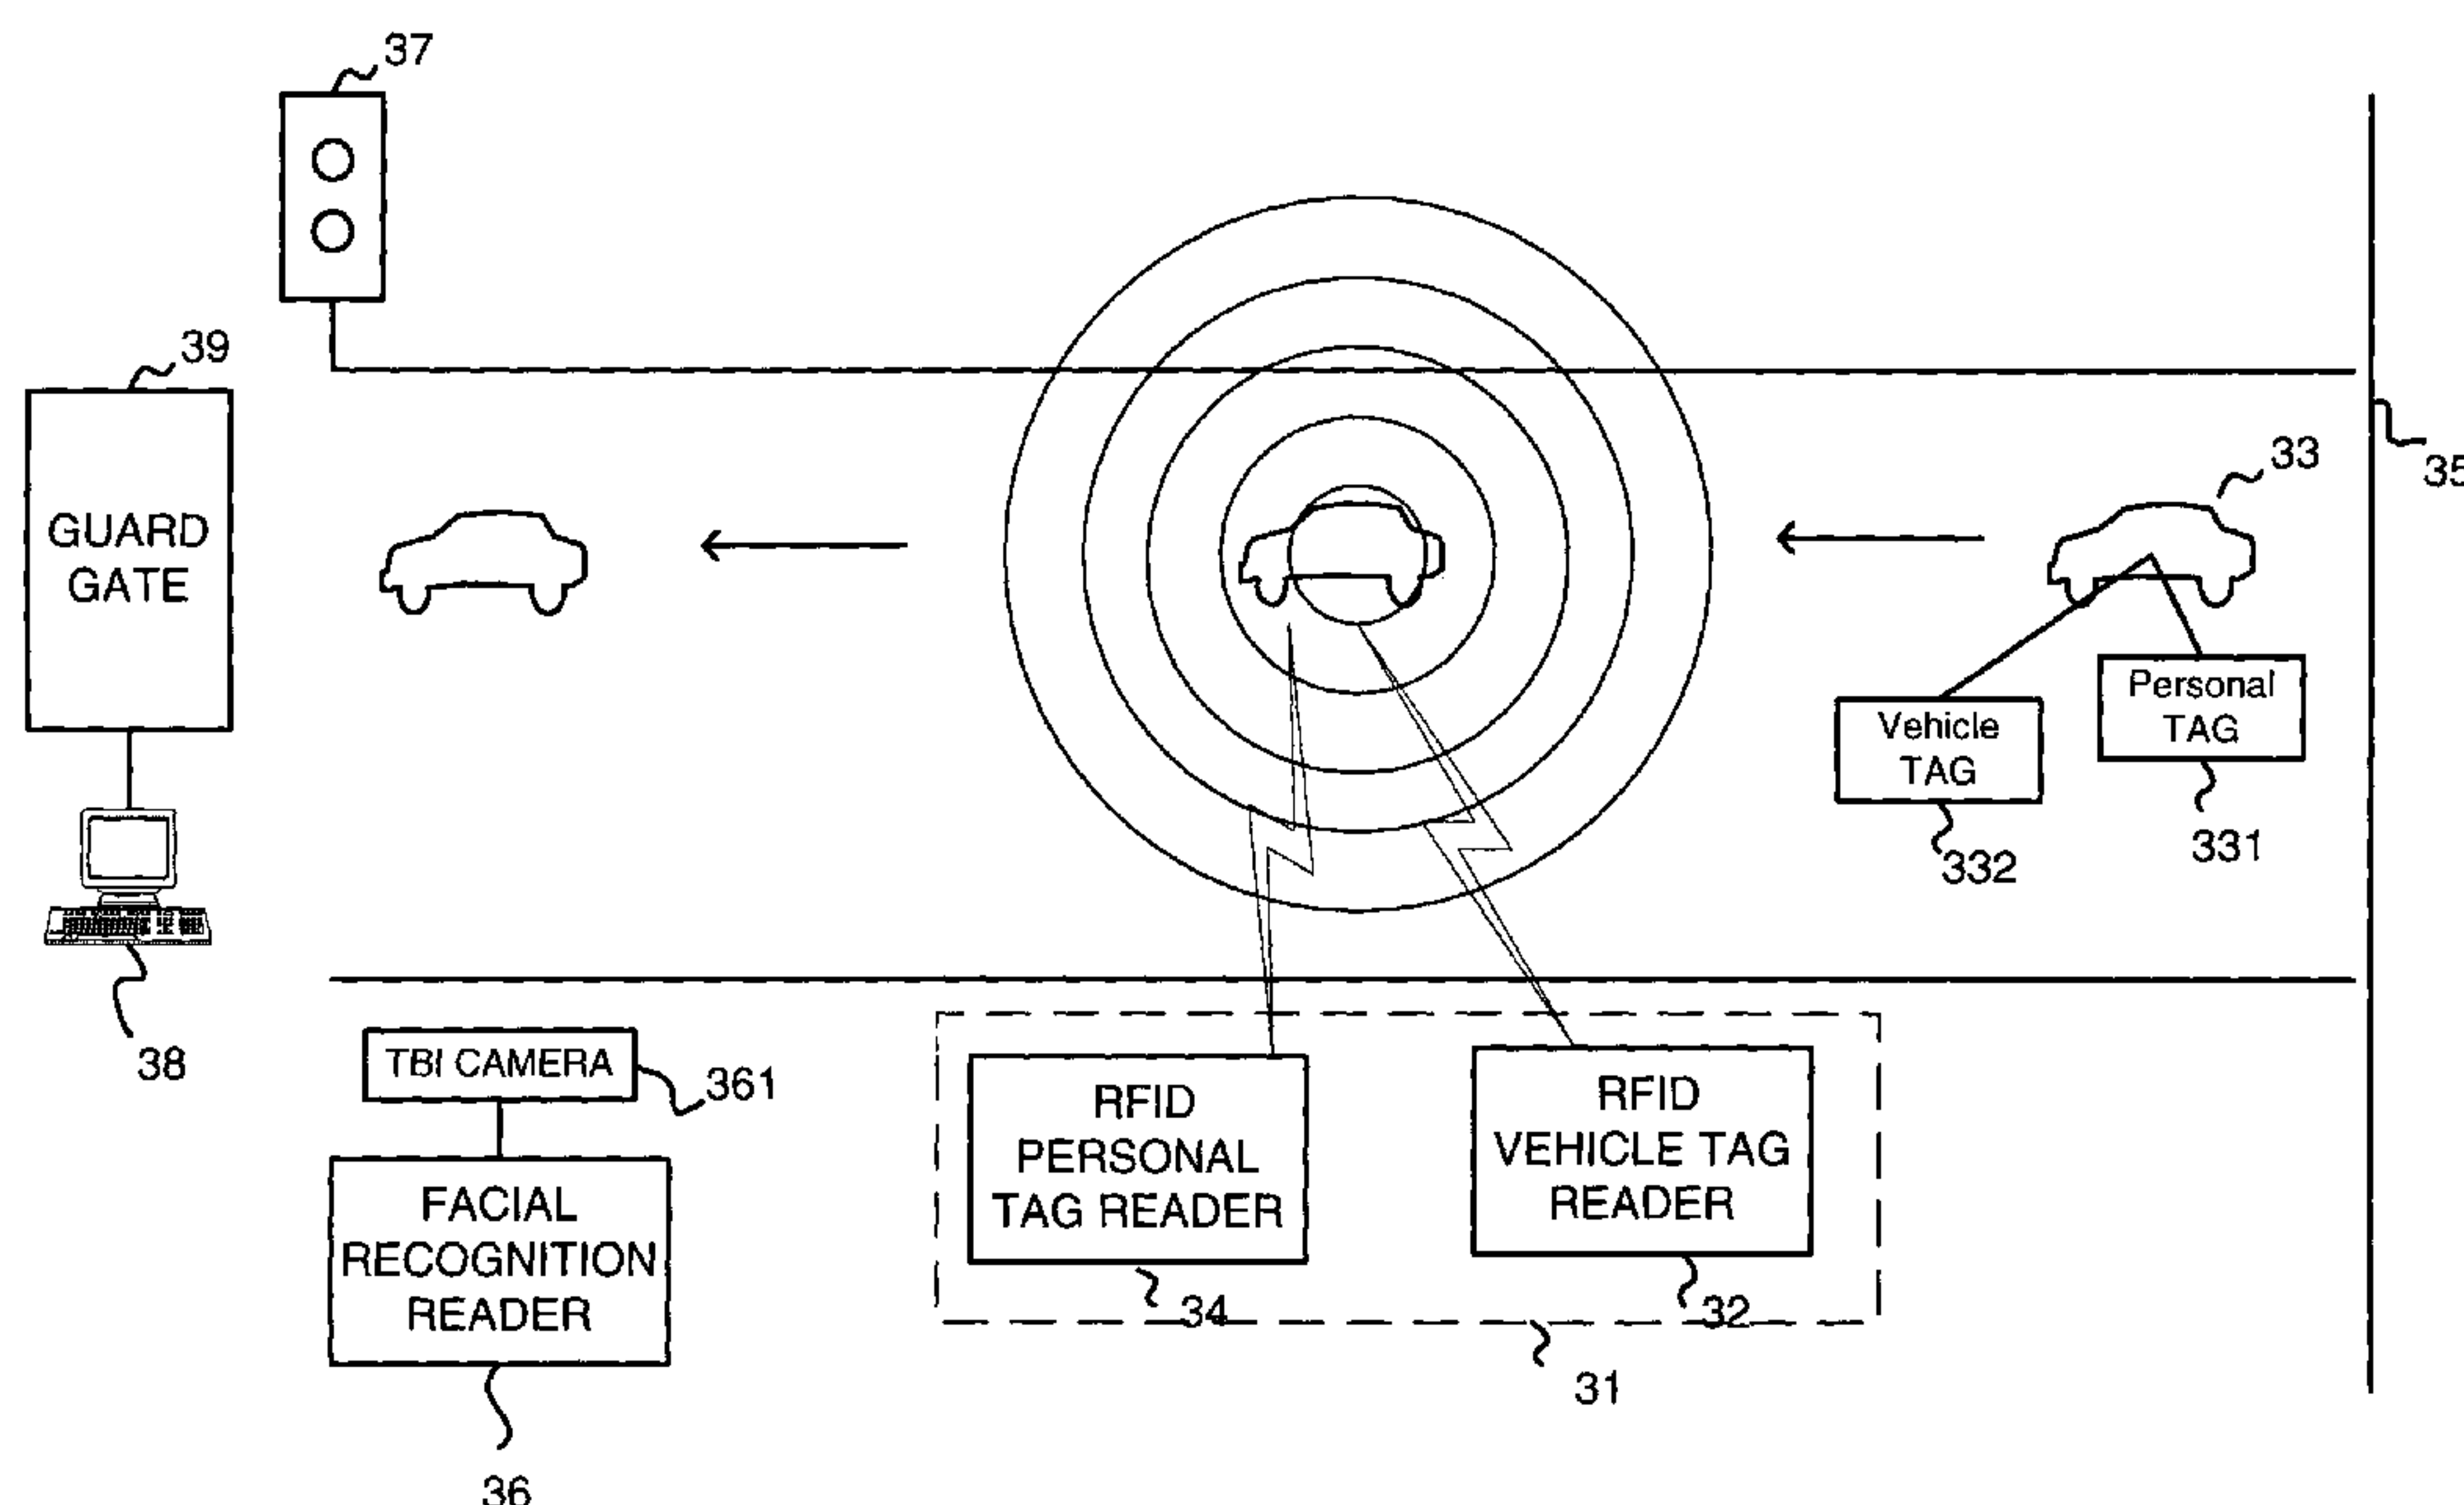 37
39
GUARD
GATE
33
35
Personal
TAG
Vehicle
TAG
331
332
38
TBI CAMERA
361
RFID
PERSONAL
TAG READER
RFID
VEHICLE TAG
READER
FACIAL
RECOGNITION
READER
34
32
31
36